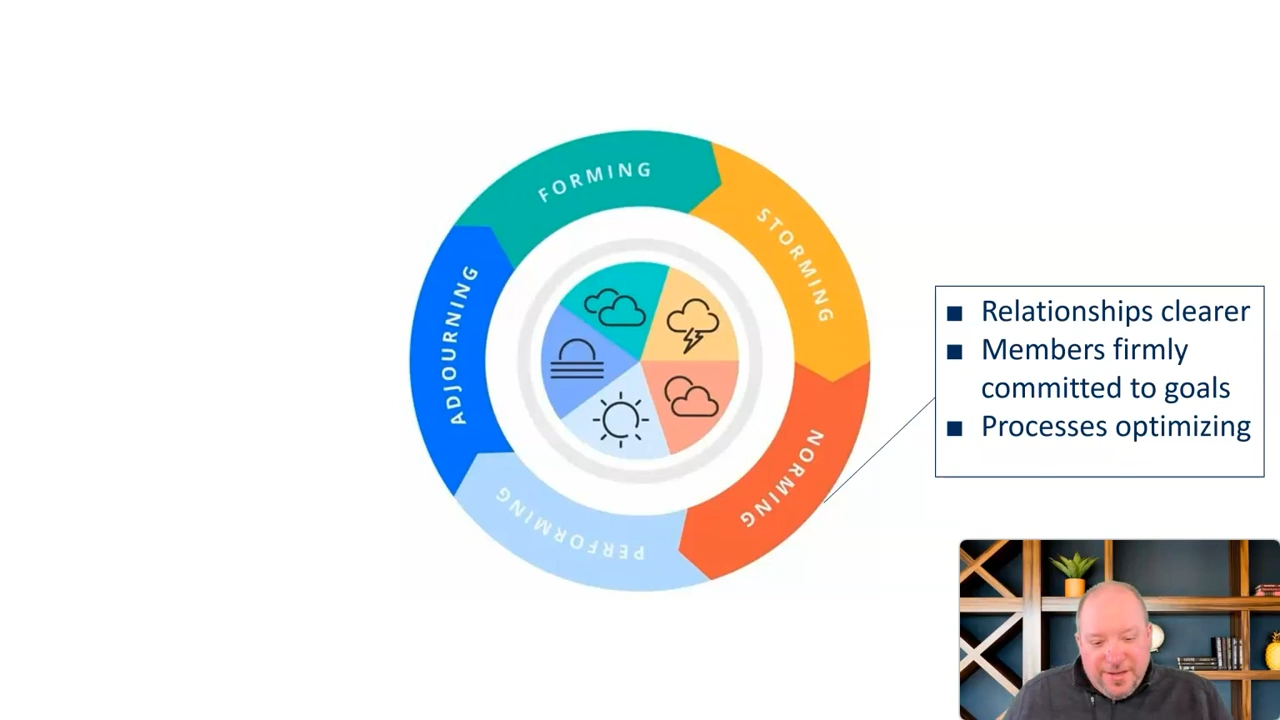 FORMING
STORMING
NORMING
PERFORMING
ADJOURNING
■ Relationships clearer
■ Members firmly
committed to goals
■ Processes optimizing